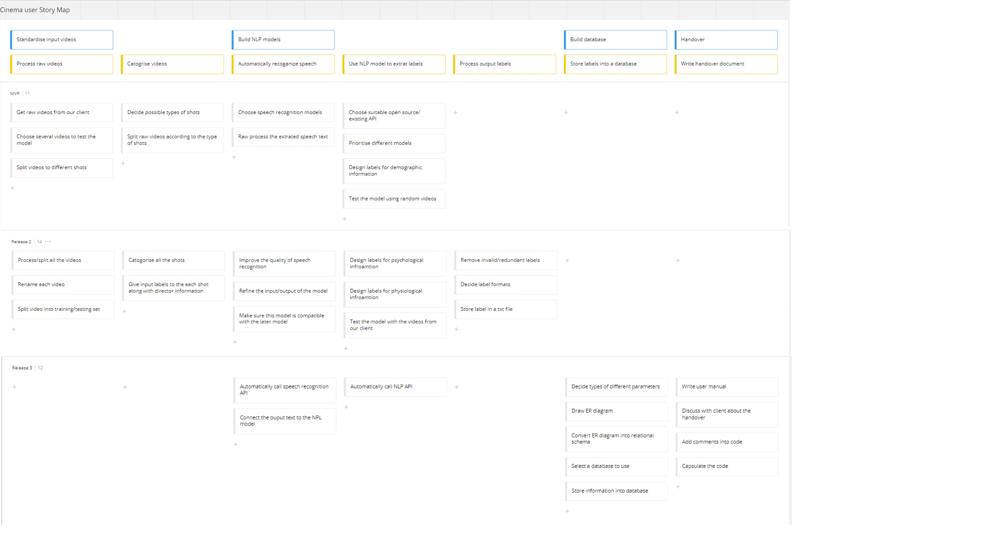 Cinema user Story Map
Standardise input videos
Build NLP models
Build database
Handover
Process raw videos
Catogrise videos
Automatically recoganize speech
Use NLP model to extrat labels
Process output labels
Store labels into a database
Write handover document
MVP | 11
Get raw videos from our client
Choose several videos to test the
model
Split videos to different shots
Decide possible types of shots
Split raw videos according to the type
of shots
Choose speech recognition models
Raw process the extrated speech text
Choose suitable open source/
existing API
Prioritise different models
Design labels for demographic
information
Test the model using random videos
Release 2 | 14 •••
Process/split all the videos
Rename each video
Split video into training/testing set
Catogorise all the shots
Give input labels to the each shot
along with director information
Improve the quality of speech
recognition
Refine the input/output of the model
Make sure this model is compatible
with the later model
Design labels for psychological
infroamtion
Design labels for physiological
infroamtion
Test the model with the videos from
our client
Remove invalid/redundant labels
Decide label formats
Store label in a txt file
Release 3 | 12
Automatically call speech recognition
API
Connect the ouput text to the NPL
model
Automatically call NLP API
Decide types of different parameters
Draw ER diagram
Convert ER diagram into relational
schema
Select a database to use
Store information into database
Write user manual
Discuss with client about the
handover
Add comments into code
Capsulate the code